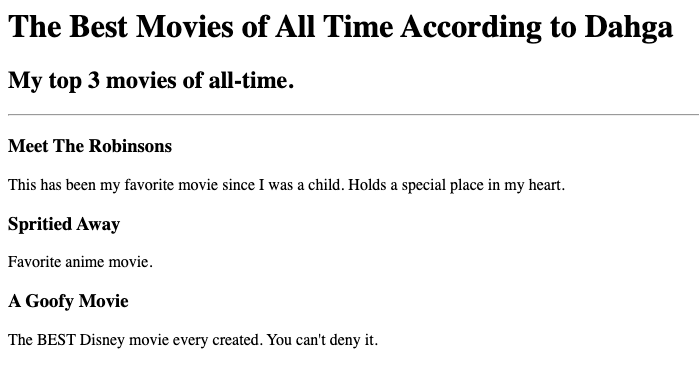 The Best Movies of All Time According to Dahga
My top 3 movies of all-time.
Meet The Robinsons
This has been my favorite movie since I was a child. Holds a special place in my heart.
Spritied Away
Favorite anime movie.
A Goofy Movie
The BEST Disney movie every created. You can't deny it.